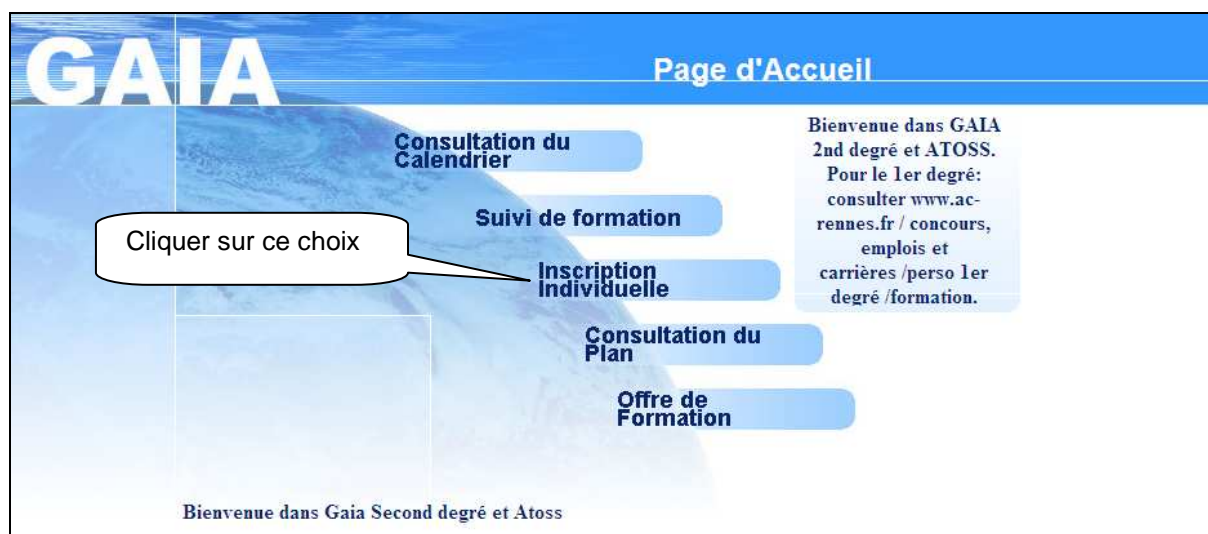 GAIA
Page d'Accueil
Consultation du
Calendrier
Bienvenue dans GAIA
2nd degré et ATOSS.
Pour le 1er degré:
consulter www.ac-
rennes.fr / concours,
emplois et
carrières /perso 1er
degré /formation.
Suivi de formation
Cliquer sur ce choix
Inscription
Individuelle
Consultation du
Plan
Offre de
Formation
Bienvenue dans Gaia Second degré et Atoss